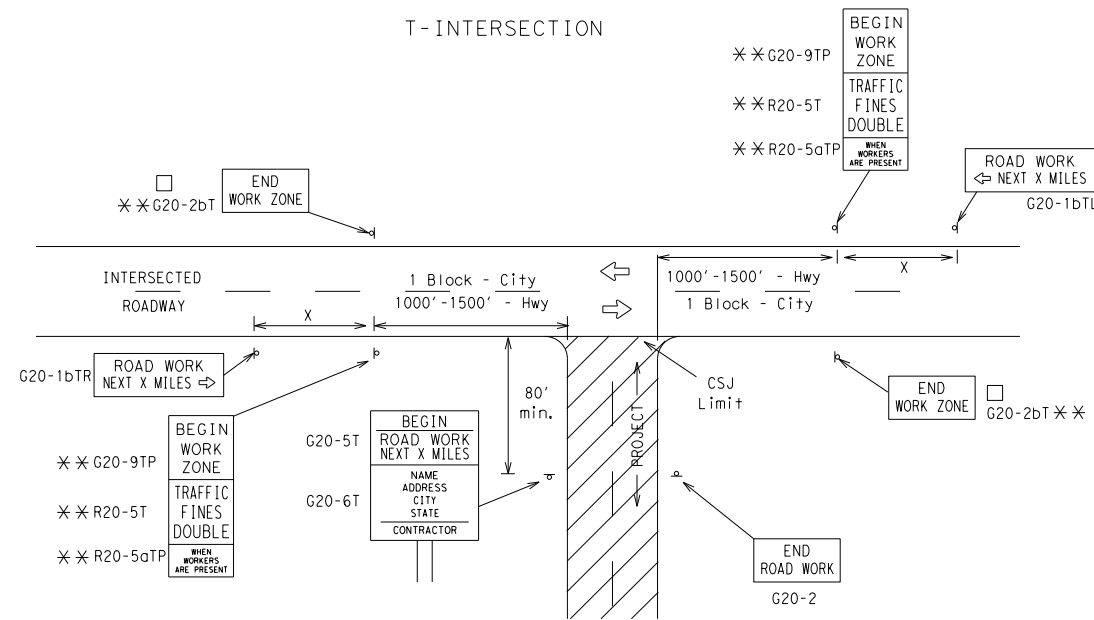 T-INTERSECTION
BEGIN
WORK
ZONE
TRAFFIC
FINES
DOUBLE
WHEN
WORKERS
ARE PRESENT
**G20-9TP
**R20-5T
**R20-5aTP
ROAD WORK
⇦ NEXT X MILES
G20-1bTL
END
WORK ZONE
□
**G20-2bT
INTERSECTED
ROADWAY
1 Block - City
1000'-1500' - Hwy
X
1000'-1500' - Hwy
1 Block - City
X
G20-1bTR
ROAD WORK
NEXT X MILES ⇨
BEGIN
WORK
ZONE
TRAFFIC
FINES
DOUBLE
WHEN
WORKERS
ARE PRESENT
**G20-9TP
**R20-5T
**R20-5aTP
G20-5T
BEGIN
ROAD WORK
NEXT X MILES
G20-6T
NAME
ADDRESS
CITY
STATE
CONTRACTOR
80'
min.
PROJECT
CSJ
Limit
END
WORK ZONE
□
G20-2bT**
END
ROAD WORK
G20-2